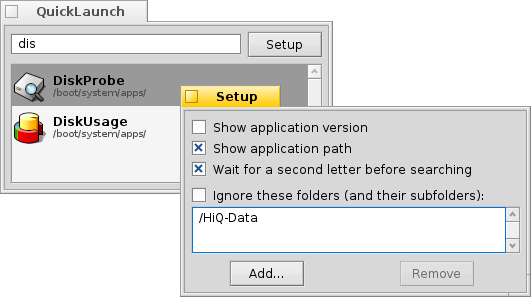 QuickLaunch
dis
Setup
DiskProbe
/boot/system/apps/
DiskUsage
/boot/system/apps/
Setup
Show application version
Show application path
Wait for a second letter before searching
Ignore these folders (and their subfolders):
/HiQ-Data
Add...
Remove